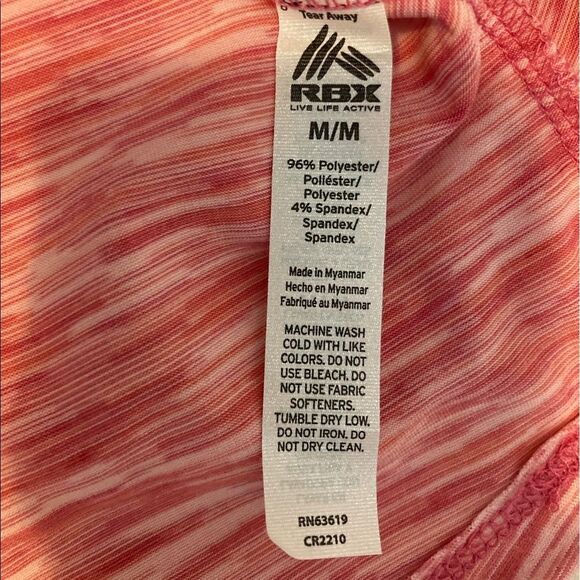 Tear Away
RBX
LIVE LIFE ACTIVE
M/M
96% Polyester/
Poliéster/
Polyester
4% Spandex/
Spandex/
Spandex
Made in Myanmar
Hecho en Myanmar
Fabriqué au Myanmar
MACHINE WASH
COLD WITH LIKE
COLORS. DO NOT
USE BLEACH. DO
NOT USE FABRIC
SOFTENERS.
TUMBLE DRY LOW.
DO NOT IRON. DO
NOT DRY CLEAN.
RN63619
CR2210